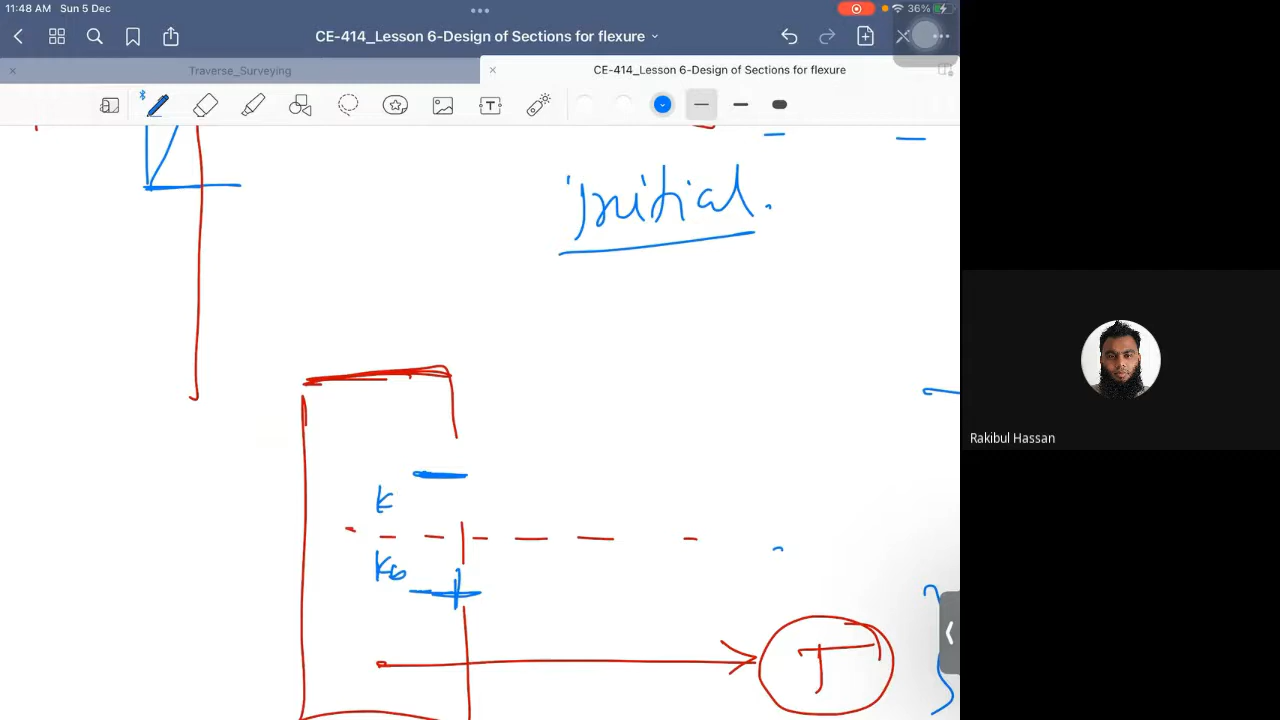 11:48 AM Sun 5 Dec
36%
CE-414_Lesson 6-Design of Sections for flexure
Traverse_Surveying
CE-414_Lesson 6-Design of Sections for flexure
T
initial.
k
kb
T
Rakibul Hassan